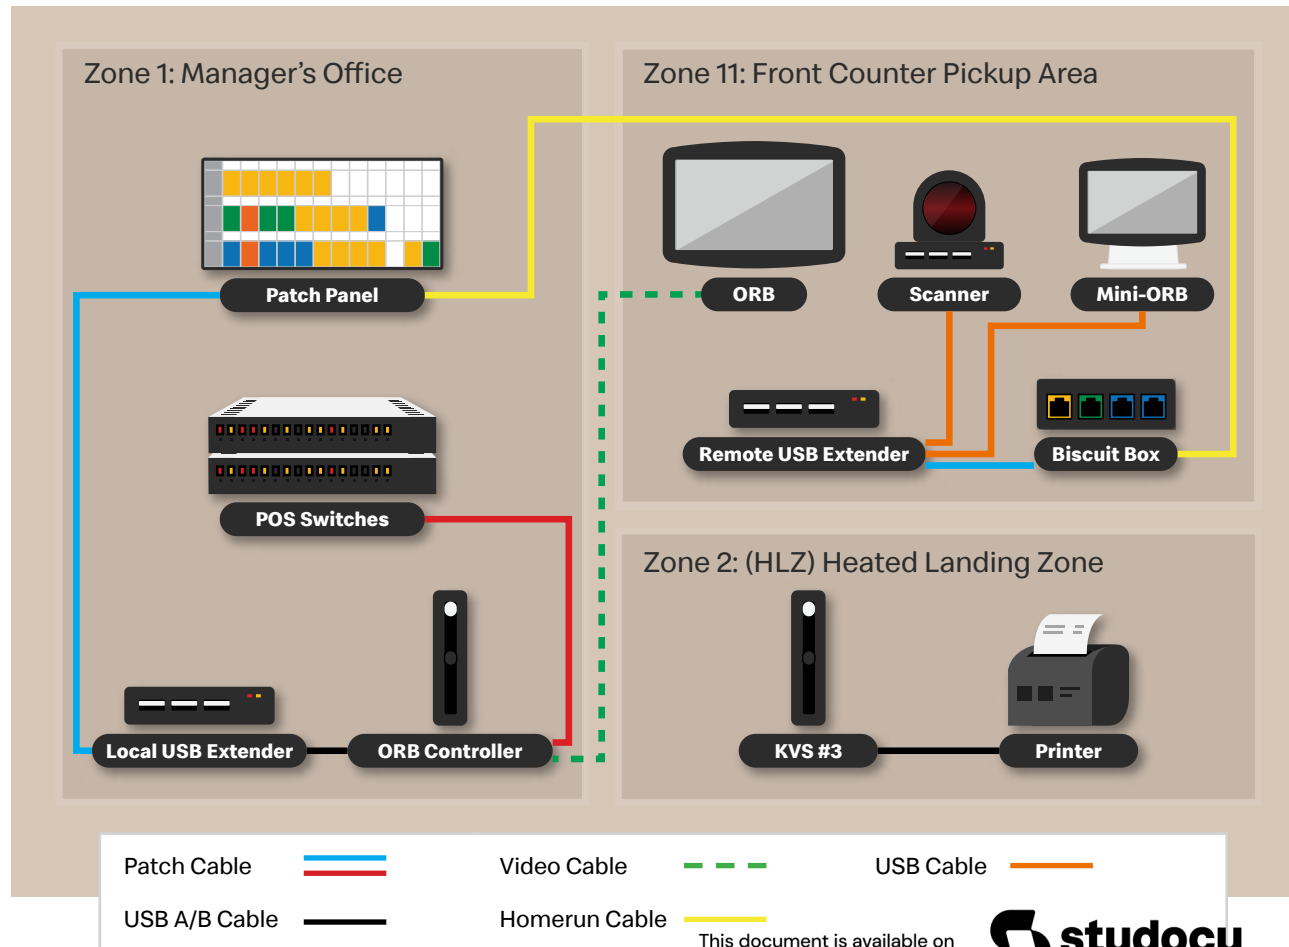 Zone 1: Manager's Office
Zone 11: Front Counter Pickup Area
Patch Panel
ORB
Scanner
Mini-ORB
Remote USB Extender
Biscuit Box
POS Switches
Zone 2: (HLZ) Heated Landing Zone
Local USB Extender
ORB Controller
KVS #3
Printer
Patch Cable
Video Cable
USB Cable
USB A/B Cable
Homerun Cable
This document is available on
studocu